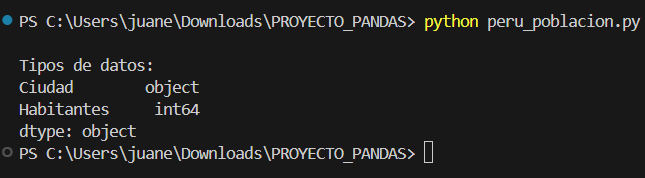 PS C:\Users\juane\Downloads\PROYECTO_PANDAS> python peru_poblacion.py
Tipos de datos:
Ciudad object
Habitantes int64
dtype: object
PS C:\Users\juane\Downloads\PROYECTO_PANDAS>